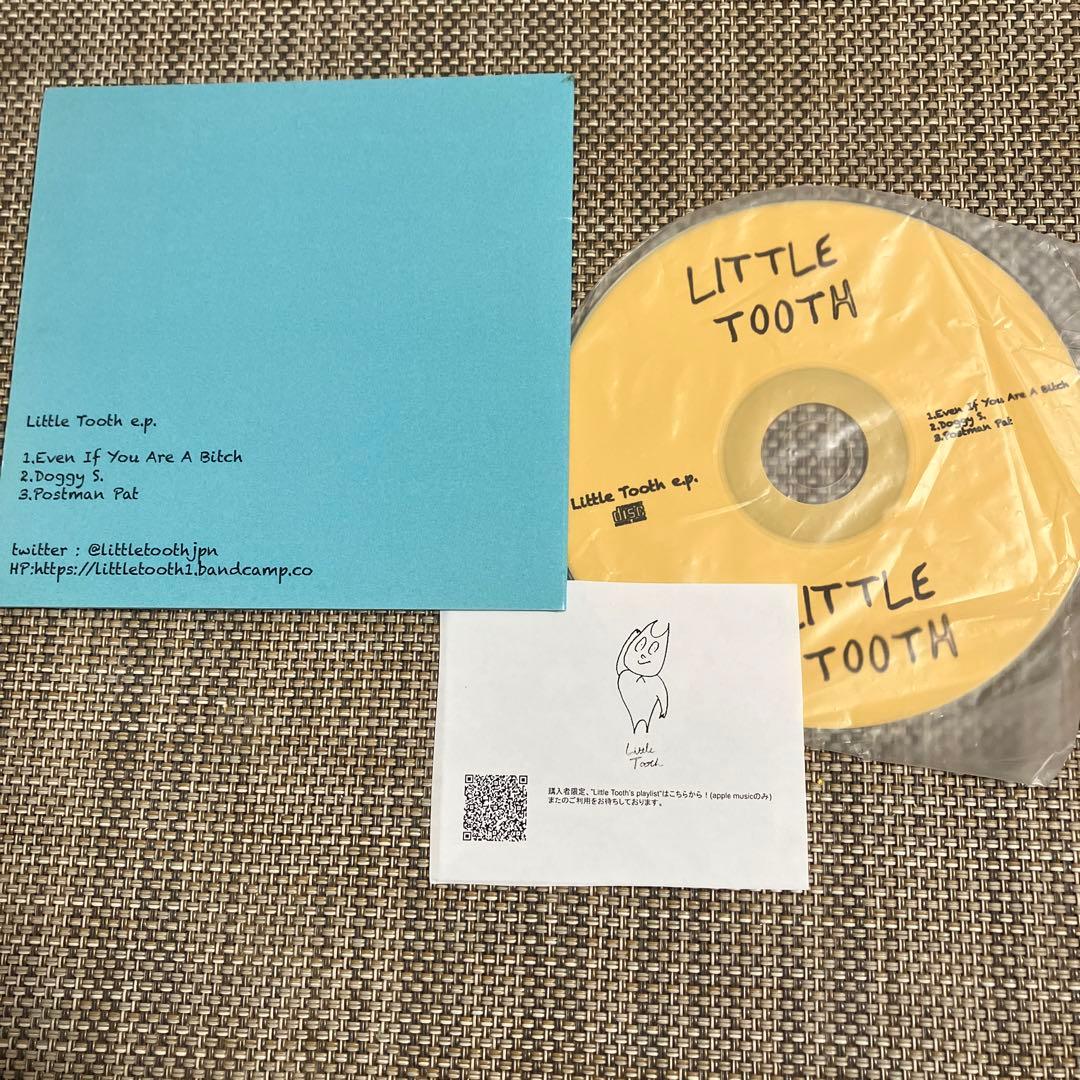 Little Tooth e.p.
1.Even If You Are A Bitch
2.Doggy S.
3.Postman Pat
twitter : @littletoothjpn
HP:https://littletooth1.bandcamp.co
LITTLE
TOOTH
1.Even If You Are A Bitch
2.Doggy S.
3.Postman Pat
Little Tooth e.p.
disc
LITTLE
TOOTH
Little
Tooth
購入者限定、"Little Tooth's playlist"はこちらから！(apple musicのみ)
またのご利用をお待ちしております。